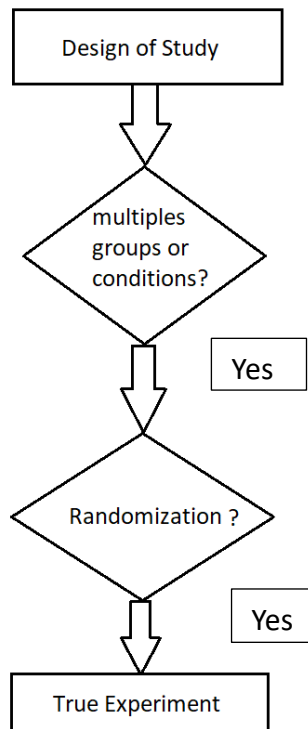 Design of Study
multiples
groups or
conditions?
Yes
Randomization ?
Yes
True Experiment